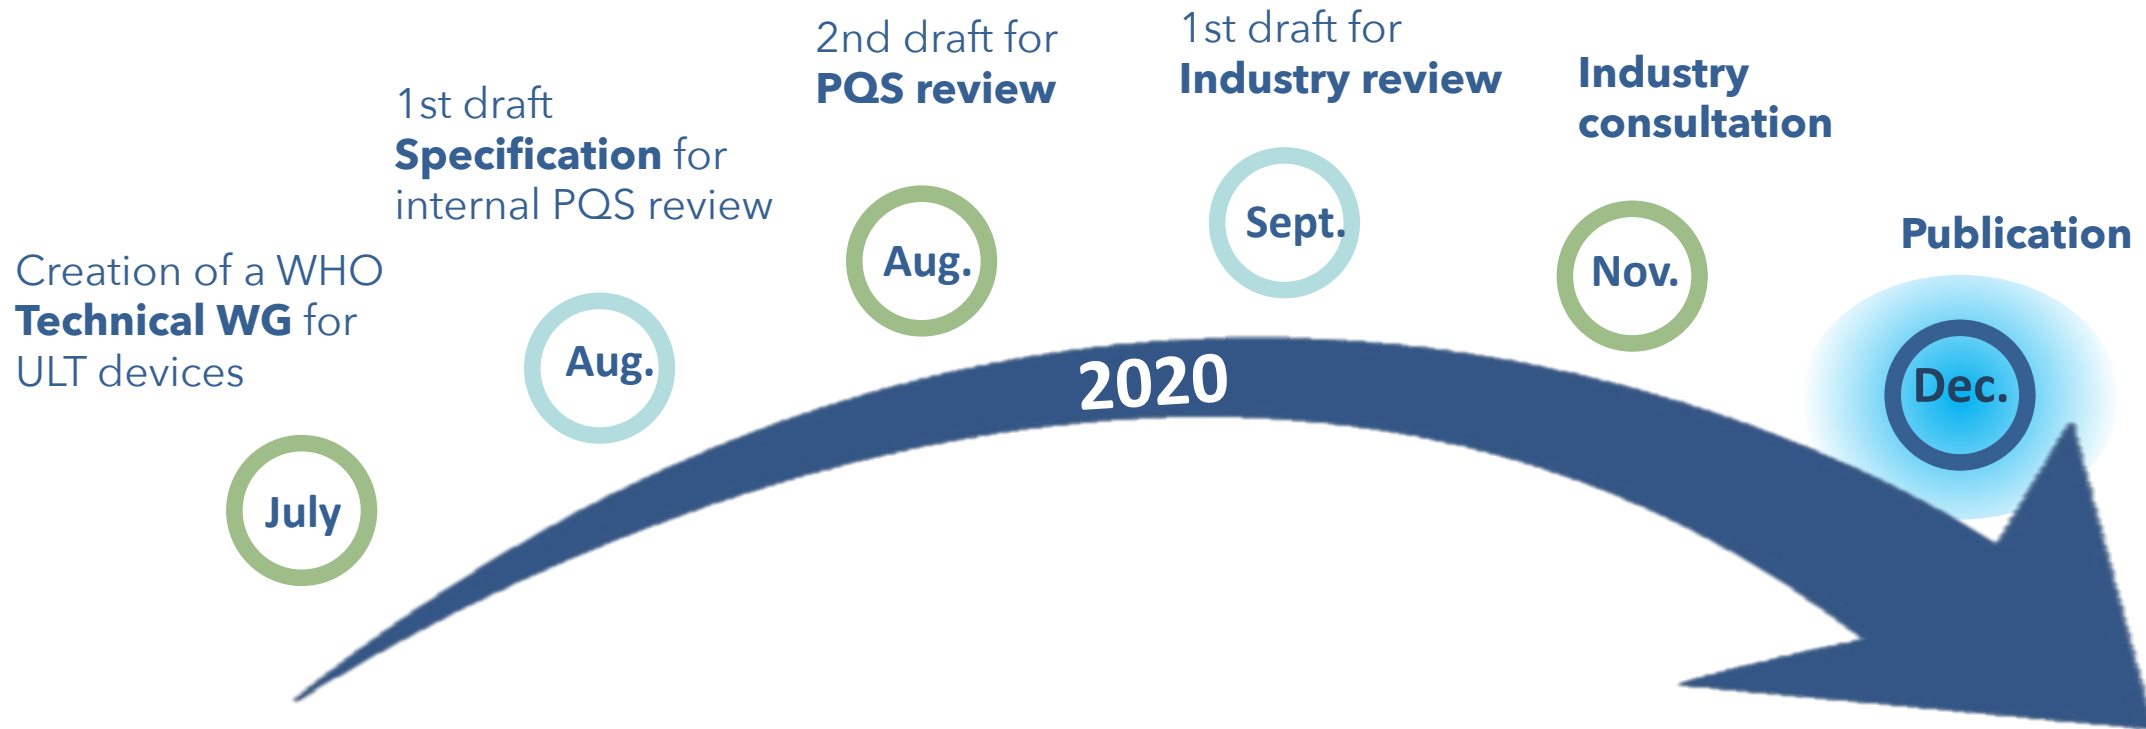 Creation of a WHO
Technical WG for
ULT devices
July
1st draft
Specification for
internal PQS review
Aug.
2nd draft for
PQS review
Aug.
1st draft for
Industry review
Sept.
Industry
consultation
Nov.
Publication
Dec.
2020